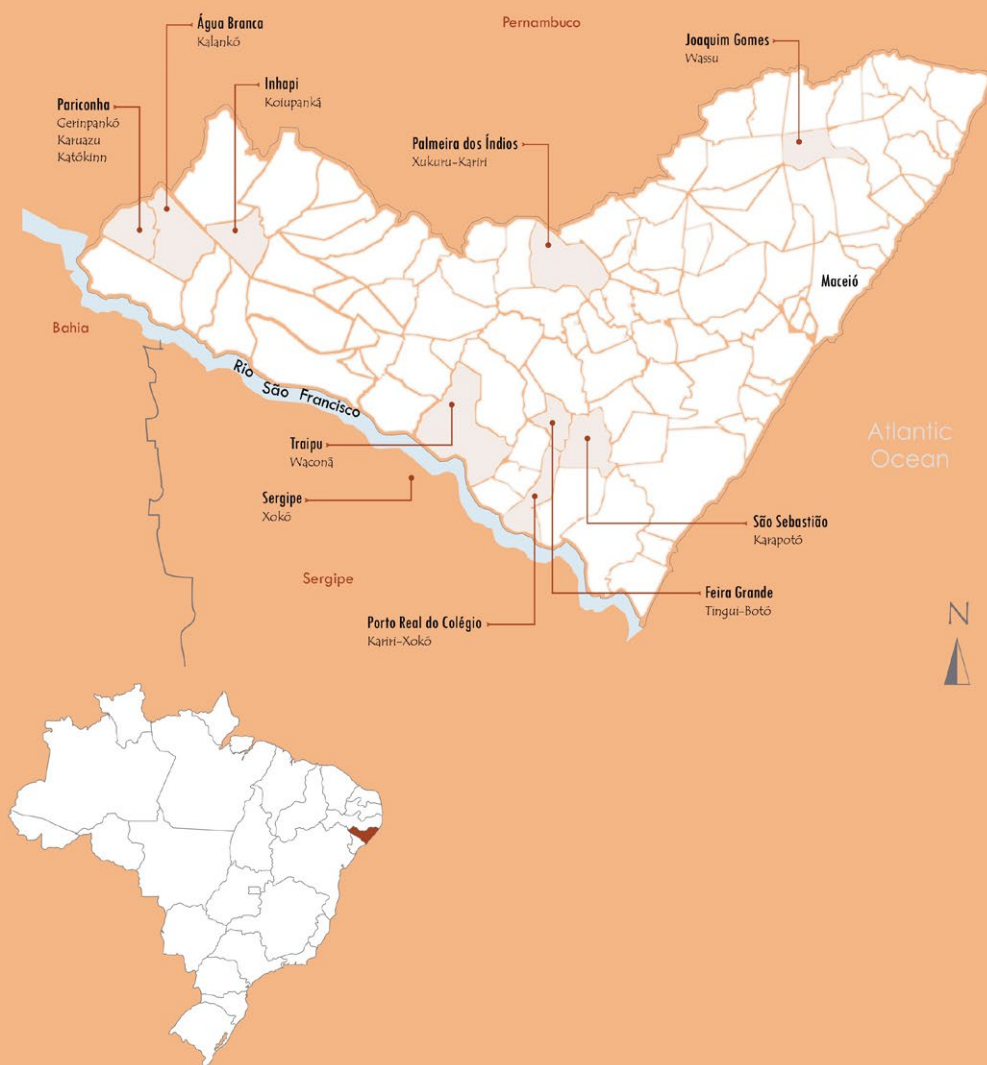 Água Branca
Kalankó
Pernambuco
Joaquim Gomes
Wassu
Inhapi
Koiupanká
Pariconha
Gerinpankó
Karuazu
Katókinn
Palmeira dos Índios
Xukuru-Kariri
Maceió
Bahia
Rio São Francisco
Atlantic
Ocean
Traipu
Waconã
Sergipe
Xokó
São Sebastião
Karapotó
Sergipe
Feira Grande
Tingui-Botó
Porto Real do Colégio
Kariri-Xokó
N